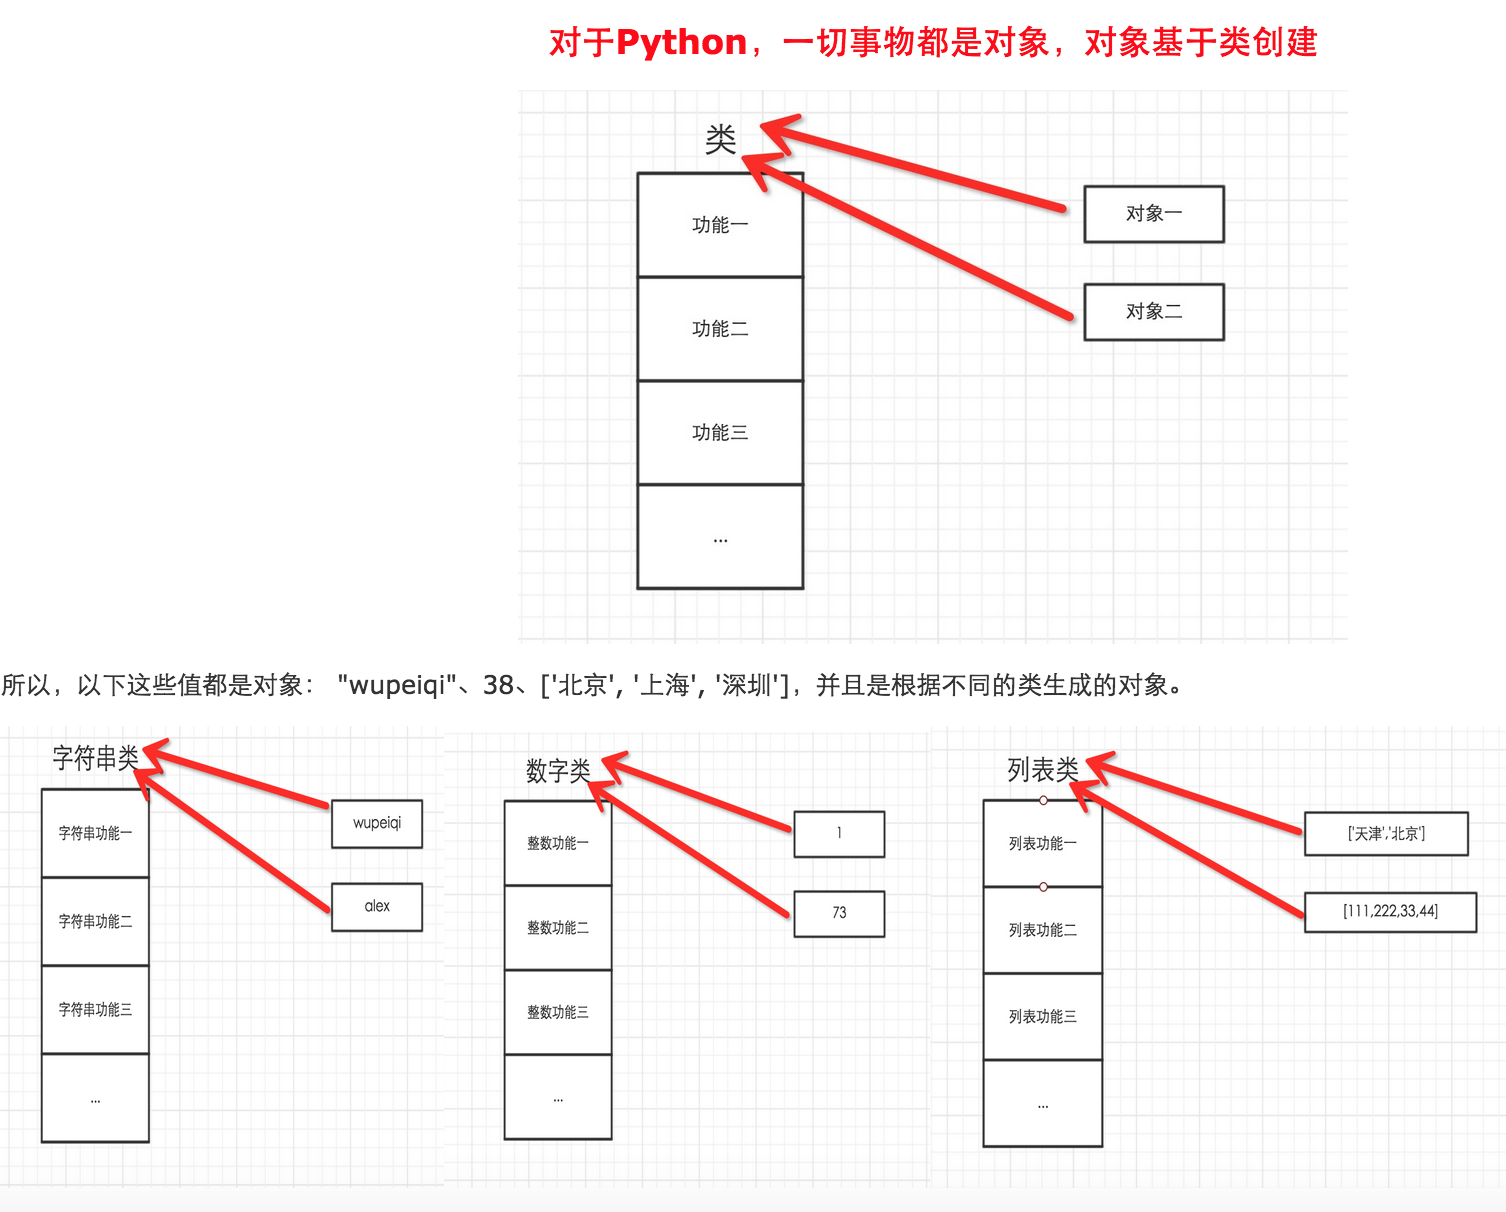 对于Python，一切事物都是对象，对象基于类创建
类
功能一
对象一
功能二
对象二
功能三
...
所以，以下这些值都是对象： "wupeiqi"、38、['北京', '上海', '深圳']，并且是根据不同的类生成的对象。
字符串类
字符串功能一
wupeiqi
字符串功能二
alex
字符串功能三
...
数字类
整数功能一
1
整数功能二
73
整数功能三
...
列表类
列表功能一
['天津','北京']
列表功能二
[111,222,33,44]
列表功能三
...